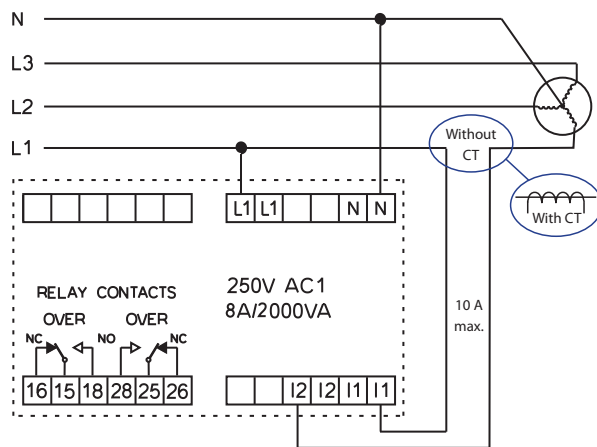 N
L3
L2
L1
Without
CT
With CT
L1 L1 N N
250V AC1
8A/2000VA
RELAY CONTACTS
OVER OVER
NC NO NC
16 15 18 28 25 26
10 A
max.
I2 I2 I1 I1